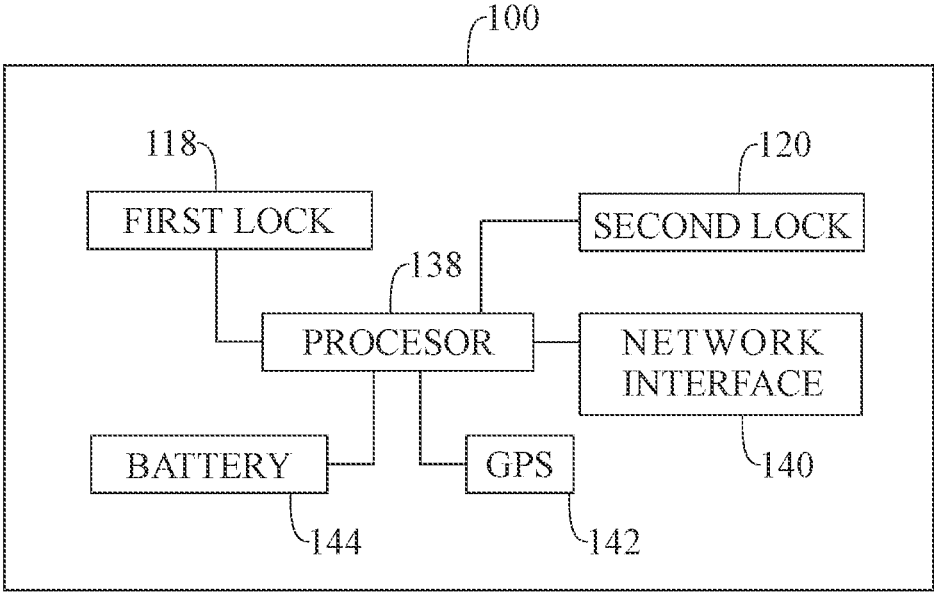 100
118
120
FIRST LOCK
SECOND LOCK
138
PROCESOR
NETWORK
INTERFACE
BATTERY
GPS
140
144
142